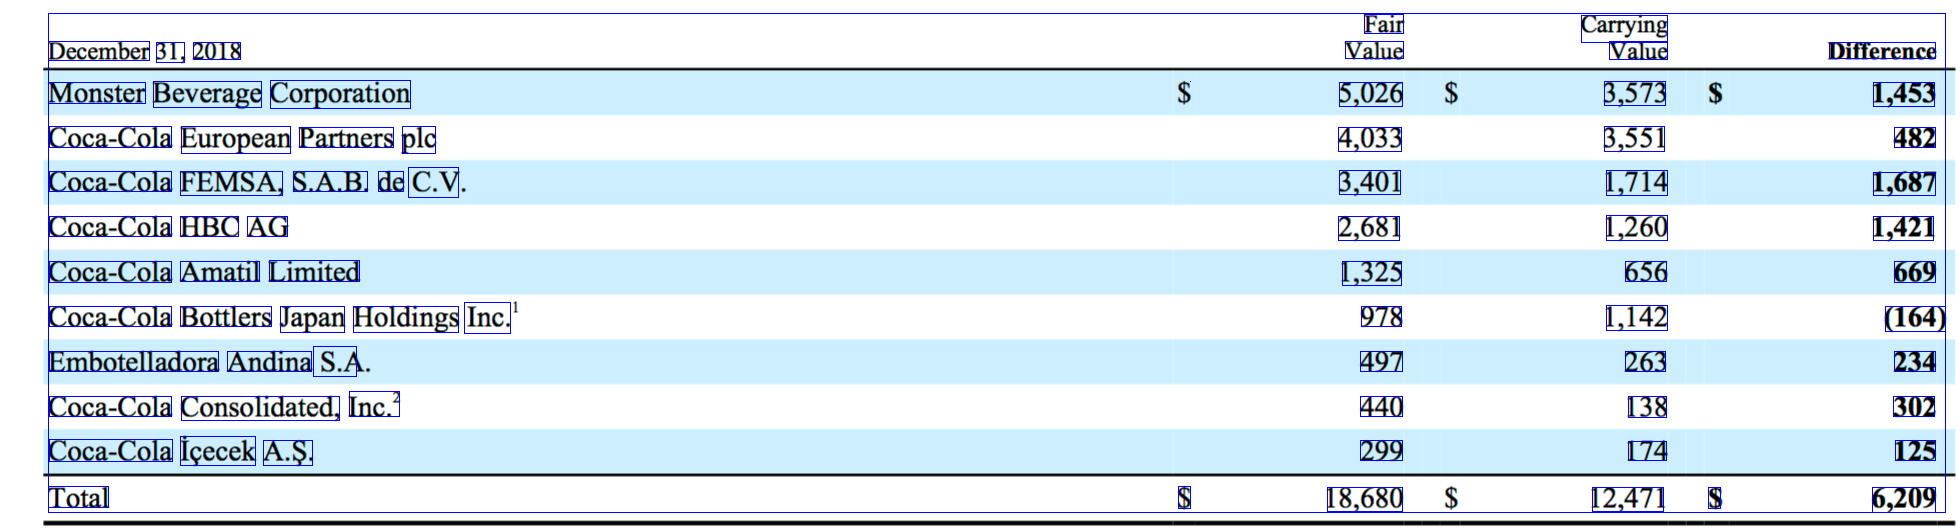 Fair Carrying
December 31, 2018 Value Value Difference
Monster Beverage Corporation $ 5,026 $ 3,573 $ 1,453
Coca-Cola European Partners plc 4,033 3,551 482
Coca-Cola FEMSA, S.A.B. de C.V. 3,401 1,714 1,687
Coca-Cola HBC AG 2,681 1,260 1,421
Coca-Cola Amatil Limited 1,325 656 669
Coca-Cola Bottlers Japan Holdings Inc.1 978 1,142 (164)
Embotelladora Andina S.A. 497 263 234
Coca-Cola Consolidated, Inc.2 440 138 302
Coca-Cola İçecek A.Ş. 299 174 125
Total $ 18,680 $ 12,471 $ 6,209